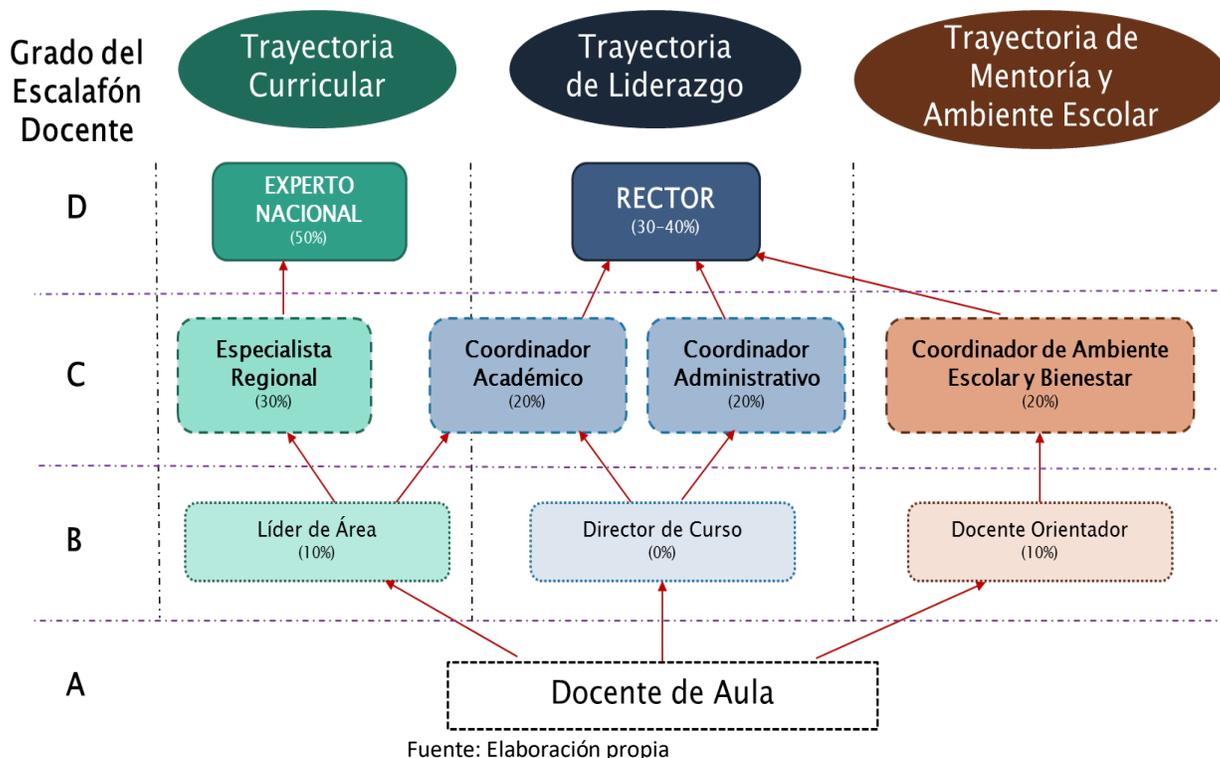 Grado del
Escalafón
Docente
Trayectoria
Curricular
Trayectoria
de Liderazgo
Trayectoria de
Mentoría y
Ambiente Escolar
D
EXPERTO
NACIONAL
(50%)
RECTOR
(30-40%)
C
Especialista
Regional
(30%)
Coordinador
Académico
(20%)
Coordinador
Administrativo
(20%)
Coordinador de Ambiente
Escolar y Bienestar
(20%)
B
Líder de Área
(10%)
Director de Curso
(0%)
Docente Orientador
(10%)
A
Docente de Aula
Fuente: Elaboración propia